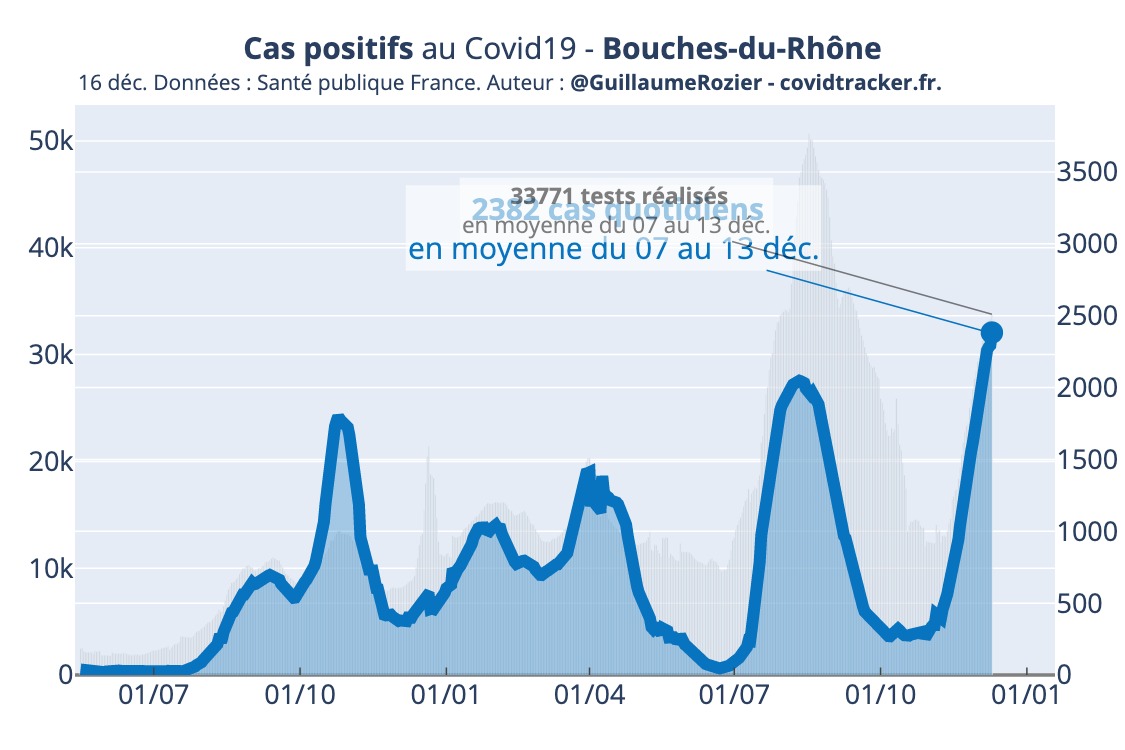 Cas positifs au Covid19 - Bouches-du-Rhône
16 déc. Données : Santé publique France. Auteur : @GuillaumeRozier - covidtracker.fr.
50k
3500
33771 tests réalisés
2382 cas quotidiens
en moyenne du 07 au 13 déc.
en moyenne du 07 au 13 déc.
40k
3000
2500
30k
2000
20k
1500
1000
10k
500
0
0
01/07
01/10
01/01
01/04
01/07
01/10
01/01